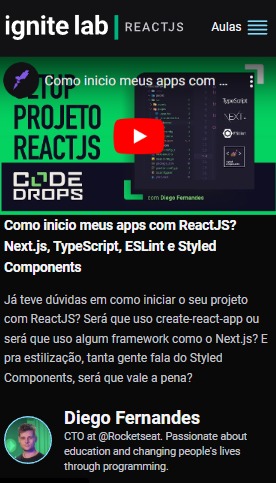 ignite lab | REACTJS
Aulas
Como inicio meus apps com ...
SETUP
PROJETO
REACTJS
CODE
DROPS
TypeScript
NEXT
com Diego Fernandes
Como inicio meus apps com ReactJS?
Next.js, TypeScript, ESLint e Styled
Components
Já teve dúvidas em como iniciar o seu projeto
com ReactJS? Será que uso create-react-app ou
será que uso algum framework como o Next.js? E
pra estilização, tanta gente fala do Styled
Components, será que vale a pena?
Diego Fernandes
CTO at @Rocketseat. Passionate about
education and changing people's lives
through programming.